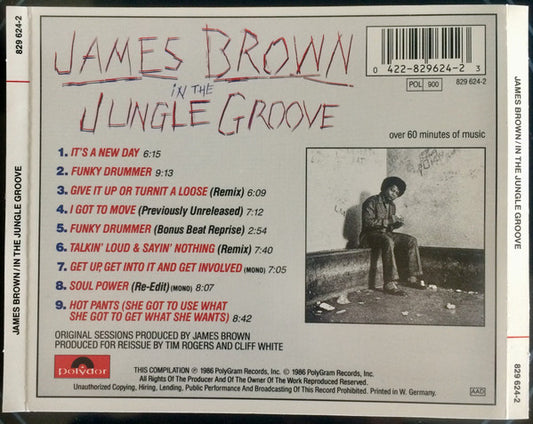 829 624-2
JAMES BROWN/IN THE JUNGLE GROOVE
JAMES BROWN
IN THE
JUNGLE GROOVE
0 422-829624-2 3
POL 900
829 624-2
over 60 minutes of music
1. IT'S A NEW DAY 6:15
2. FUNKY DRUMMER 9:13
3. GIVE IT UP OR TURNIT A LOOSE (Remix) 6:09
4. I GOT TO MOVE (Previously Unreleased) 7:12
5. FUNKY DRUMMER (Bonus Beat Reprise) 2:54
6. TALKIN' LOUD & SAYIN' NOTHING (Remix) 7:40
7. GET UP, GET INTO IT AND GET INVOLVED (MONO) 7:05
8. SOUL POWER (Re-Edit) (MONO) 8:07
9. HOT PANTS (SHE GOT TO USE WHAT
SHE GOT TO GET WHAT SHE WANTS) 8:42
ORIGINAL SESSIONS PRODUCED BY JAMES BROWN
PRODUCED FOR REISSUE BY TIM ROGERS AND CLIFF WHITE
polydor
THIS COMPILATION ℗ 1986 PolyGram Records, Inc. © 1986 PolyGram Records, Inc.
All Rights Of The Producer And Of The Owner Of The Work Reproduced Reserved.
Unauthorized Copying, Hiring, Lending, Public Performance And Broadcasting Of This Record Prohibited. Printed in W. Germany.
AAD
JAMES BROWN/IN THE JUNGLE GROOVE
829 624-2